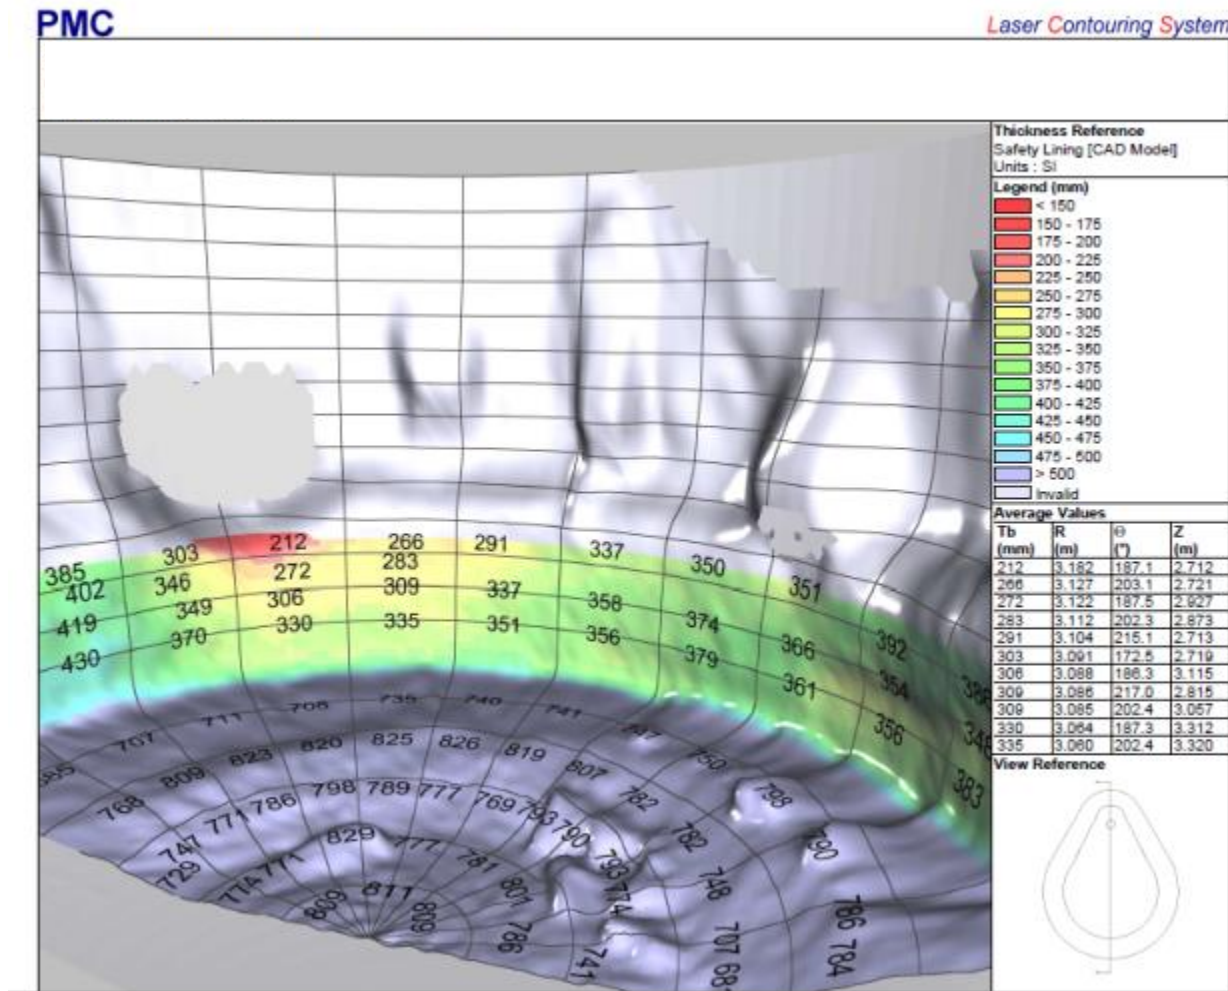 PMC
Laser Contouring System
Thickness Reference
Safety Lining [CAD Model]
Units : SI
Legend (mm)
< 150
150 - 175
175 - 200
200 - 225
225 - 250
250 - 275
275 - 300
300 - 325
325 - 350
350 - 375
375 - 400
400 - 425
425 - 450
450 - 475
475 - 500
> 500
Invalid
Average Values
Tb R Θ Z
(mm) (m) (°) (m)
212 3.182 187.1 2.712
266 3.127 203.1 2.721
272 3.122 187.5 2.927
283 3.112 202.3 2.873
291 3.104 215.1 2.713
303 3.091 172.5 2.719
306 3.088 186.3 3.115
309 3.086 217.0 2.815
309 3.085 202.4 3.057
330 3.064 187.3 3.312
335 3.060 202.4 3.320
View Reference
385 303 212 266 291 337 350 351 392
402 346 272 283
419 349 306 309 337 358 374 366 354
430 370 330 335 351 356 379 361 356 383
707 711 708 735 740 741 747 750 798 790
768 809 823 820 825 826 819 807 782 782 748
747 771 786 798 789 777 769 793 790 793 774
729 774 771 829 777 781 801 786 741
809 811 809
707
786 784